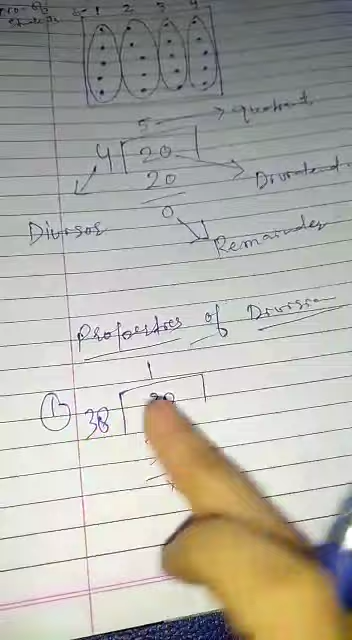 1 2 3 4
5 quotient
4 20 Dividend
20
Divisor 0 Remainder
Properties of Division
1
① 38